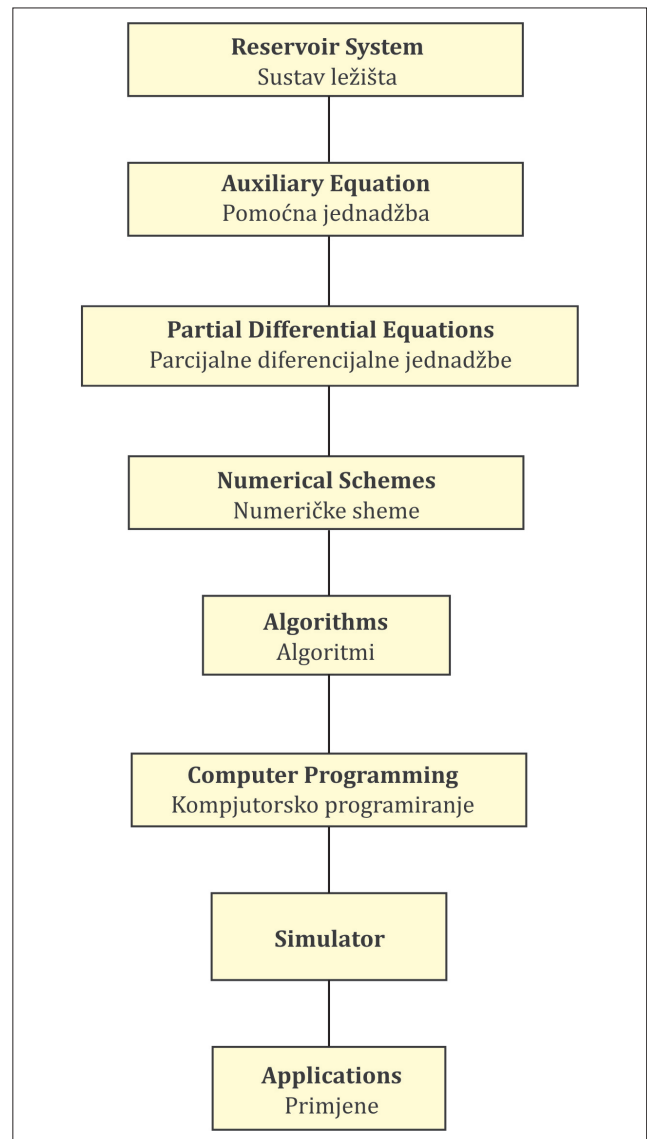 Reservoir System
Sustav ležišta
Auxiliary Equation
Pomoćna jednadžba
Partial Differential Equations
Parcijalne diferencijalne jednadžbe
Numerical Schemes
Numeričke sheme
Algorithms
Algoritmi
Computer Programming
Kompjutorsko programiranje
Simulator
Applications
Primjene